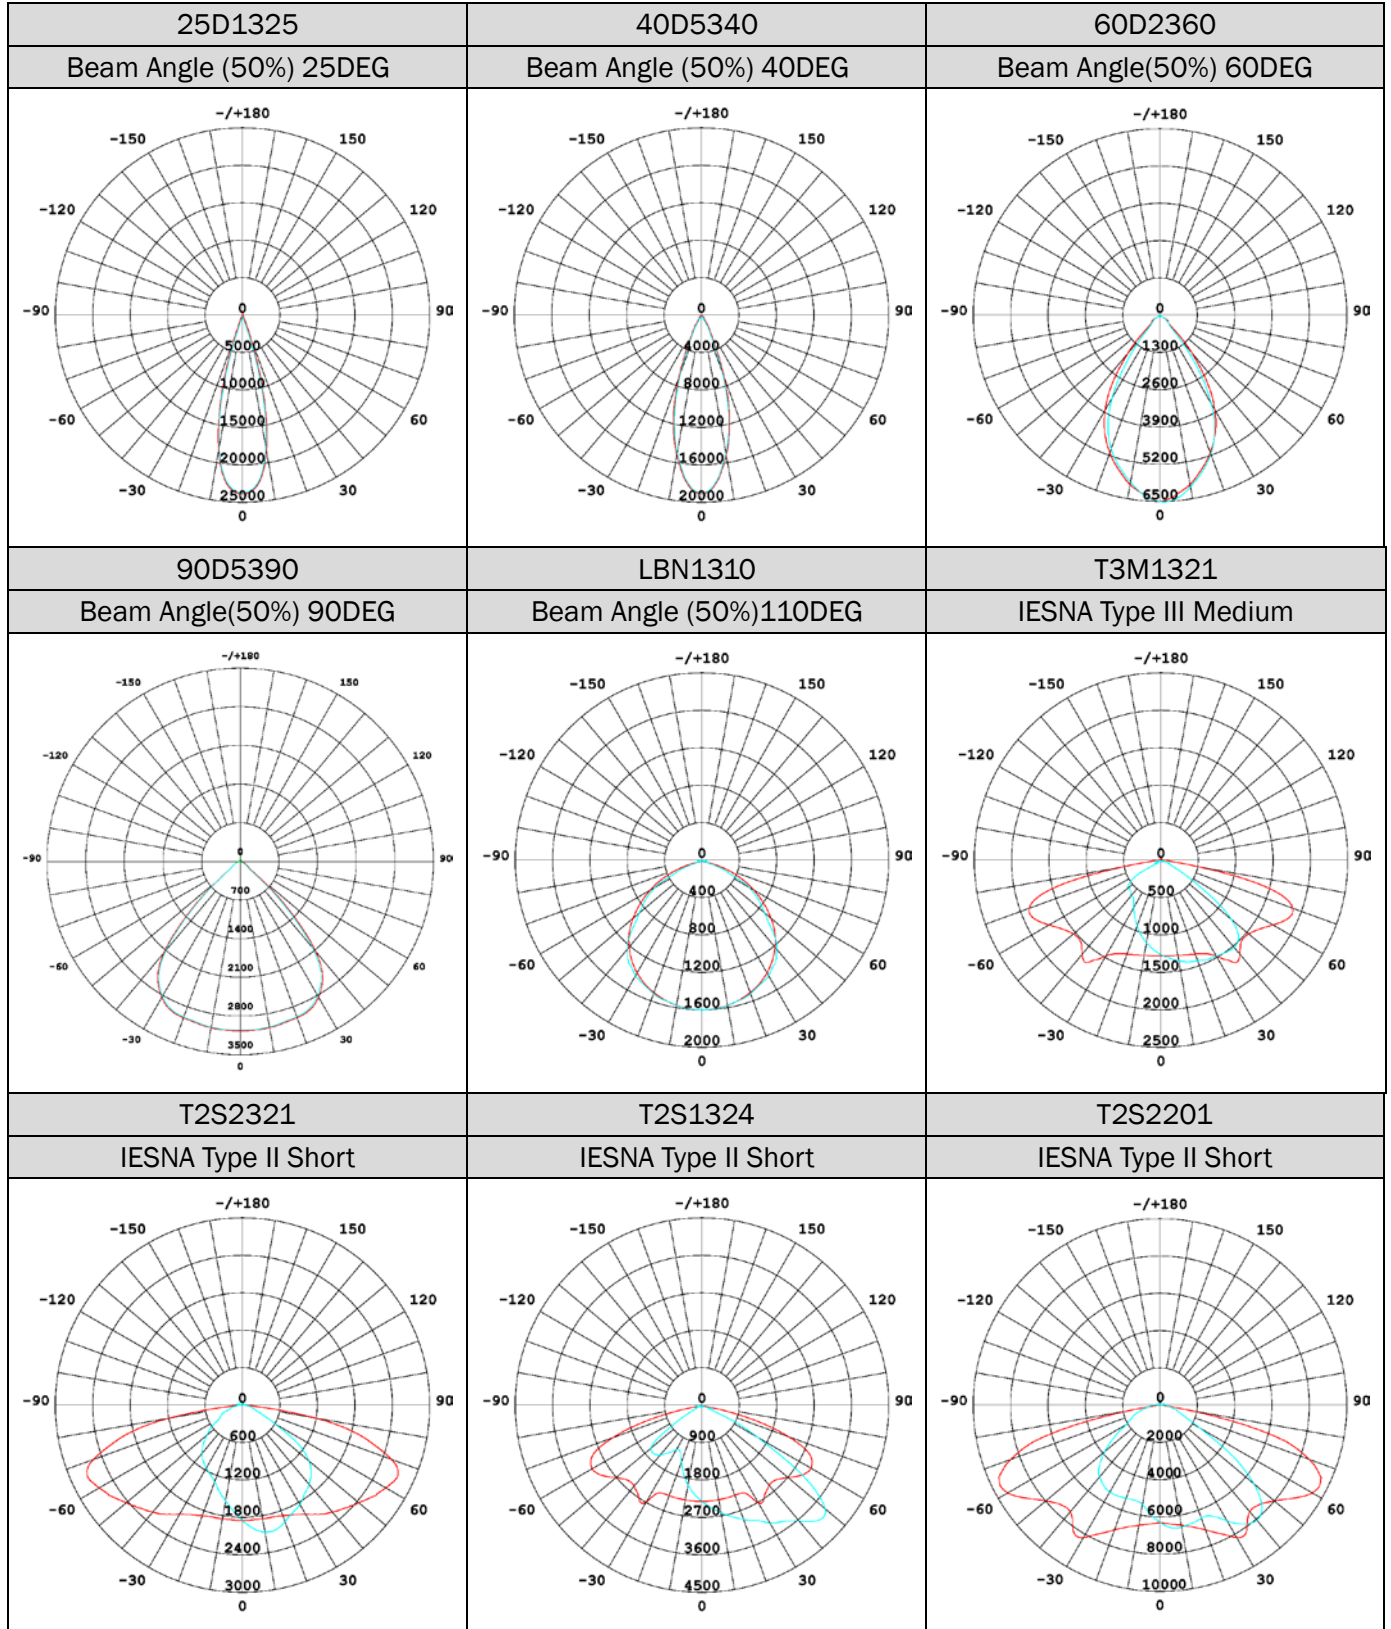 25D1325 40D5340 60D2360
Beam Angle (50%) 25DEG Beam Angle (50%) 40DEG Beam Angle(50%) 60DEG
-/+180 -/+180 -/+180
-150 150 -150 150 -150 150
-120 120 -120 120 -120 120
-90 0 90 -90 0 90 -90 0 90
5000 4000 1300
10000 8000 2600
-60 15000 60 -60 12000 60 -60 3900 60
20000 16000 5200
-30 25000 30 -30 20000 30 -30 6500 30
0 0 0
90D5390 LBN1310 T3M1321
Beam Angle(50%) 90DEG Beam Angle (50%)110DEG IESNA Type III Medium
-/+180 -/+180 -/+180
-150 150 -150 150 -150 150
-120 120 -120 120 -120 120
-90 0 90 -90 0 90 -90 0 90
700 400 500
1400 800 1000
-60 2100 60 -60 1200 60 -60 1500 60
2800 1600 2000
-30 3500 30 -30 2000 30 -30 2500 30
0 0 0
T2S2321 T2S1324 T2S2201
IESNA Type II Short IESNA Type II Short IESNA Type II Short
-/+180 -/+180 -/+180
-150 150 -150 150 -150 150
-120 120 -120 120 -120 120
-90 0 90 -90 0 90 -90 0 90
600 900 2000
1200 1800 4000
-60 1800 60 -60 2700 60 -60 6000 60
2400 3600 8000
-30 3000 30 -30 4500 30 -30 10000 30
0 0 0